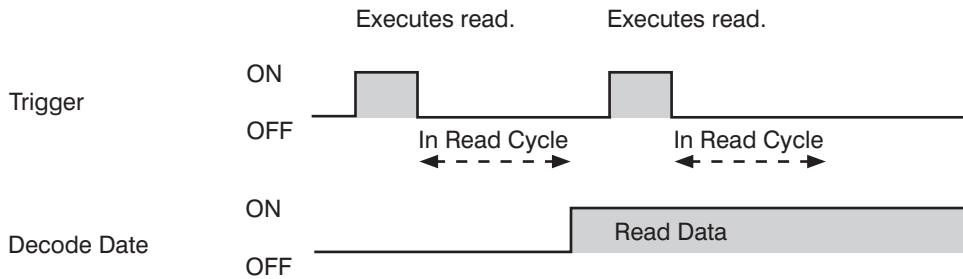 Executes read. Executes read.
ON
Trigger
OFF
In Read Cycle In Read Cycle
ON
Read Data
Decode Date
OFF